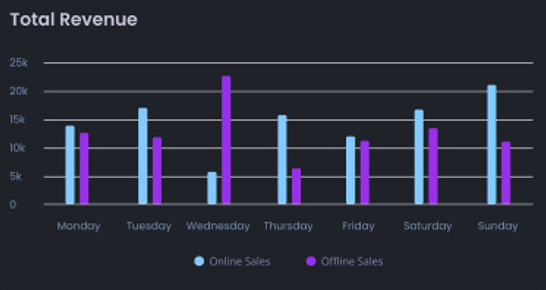 Total Revenue
25k
20k
15k
10k
5k
0
Monday Tuesday Wednesday Thursday Friday Saturday Sunday
Online Sales Offline Sales